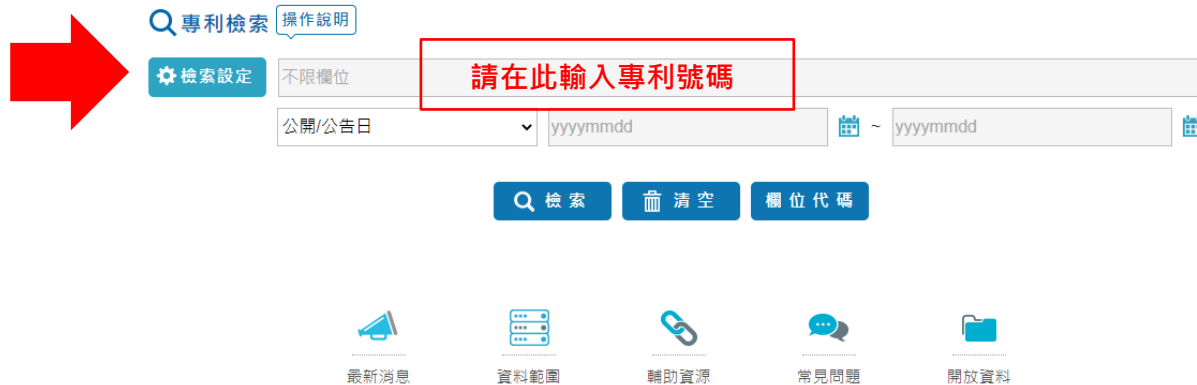 專利檢索 操作說明
檢索設定 不限欄位 請在此輸入專利號碼
公開/公告日 yyyymmdd ~ yyyymmdd
檢索 清空 欄位代碼
最新消息 資料範圍 輔助資源 常見問題 開放資料